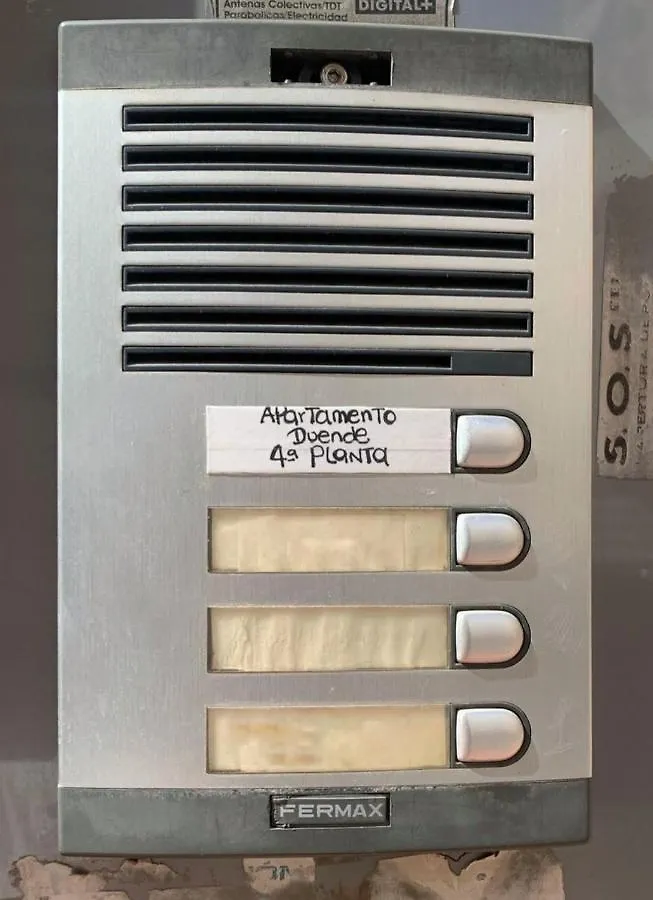 Antenas Colectivas/TDT
Parabolicas/Electricidad
DIGITAL+
Apartamento
Duende
4ª Planta
S.O.S
FERMAX